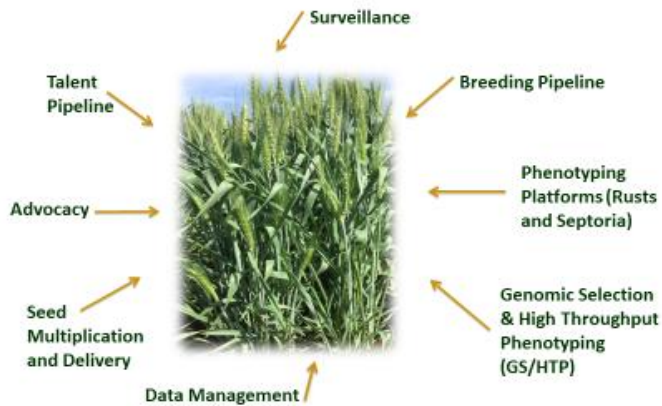 Surveillance
Talent
Pipeline
Breeding Pipeline
Advocacy
Phenotyping
Platforms (Rusts
and Septoria)
Seed
Multiplication
and Delivery
Genomic Selection
& High Throughput
Phenotyping
(GS/HTP)
Data Management